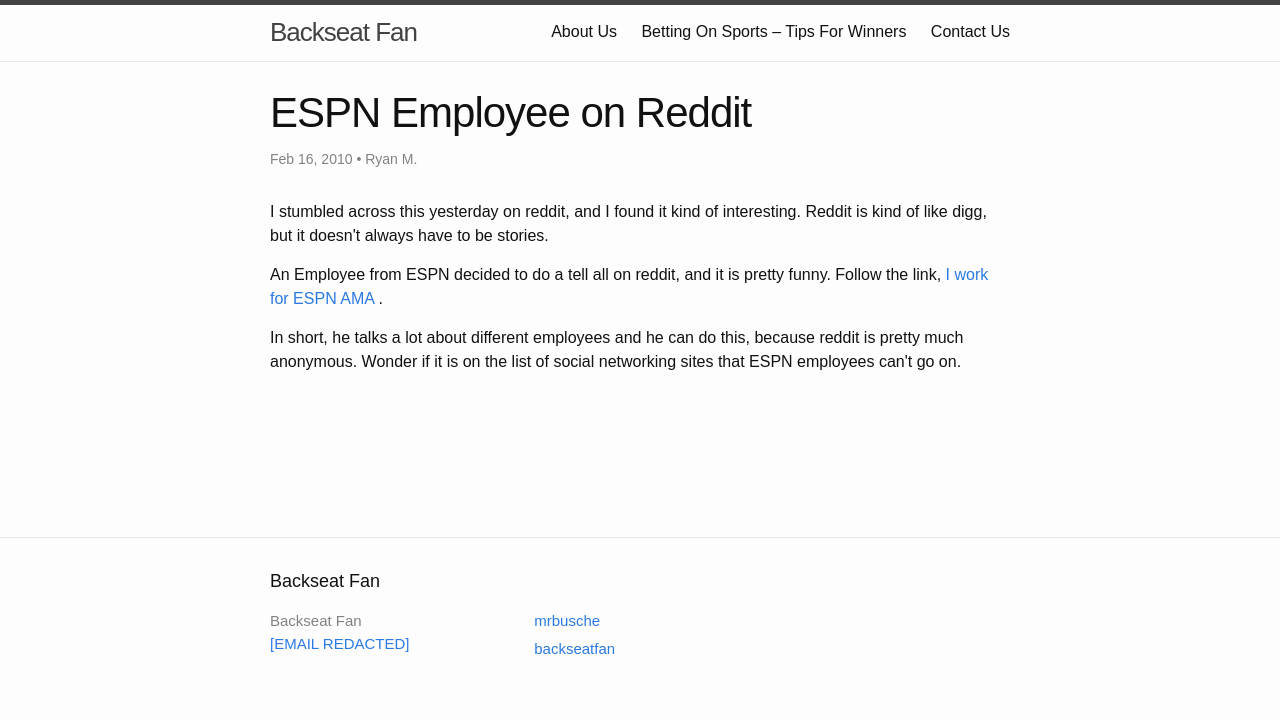 Backseat Fan
About Us
Betting On Sports – Tips For Winners
Contact Us
ESPN Employee on Reddit
Feb 16, 2010 • Ryan M.
I stumbled across this yesterday on reddit, and I found it kind of interesting. Reddit is kind of like digg,
but it doesn't always have to be stories.
An Employee from ESPN decided to do a tell all on reddit, and it is pretty funny. Follow the link, I work
for ESPN AMA .
In short, he talks a lot about different employees and he can do this, because reddit is pretty much
anonymous. Wonder if it is on the list of social networking sites that ESPN employees can't go on.
Backseat Fan
Backseat Fan
[EMAIL REDACTED]
mrbusche
backseatfan